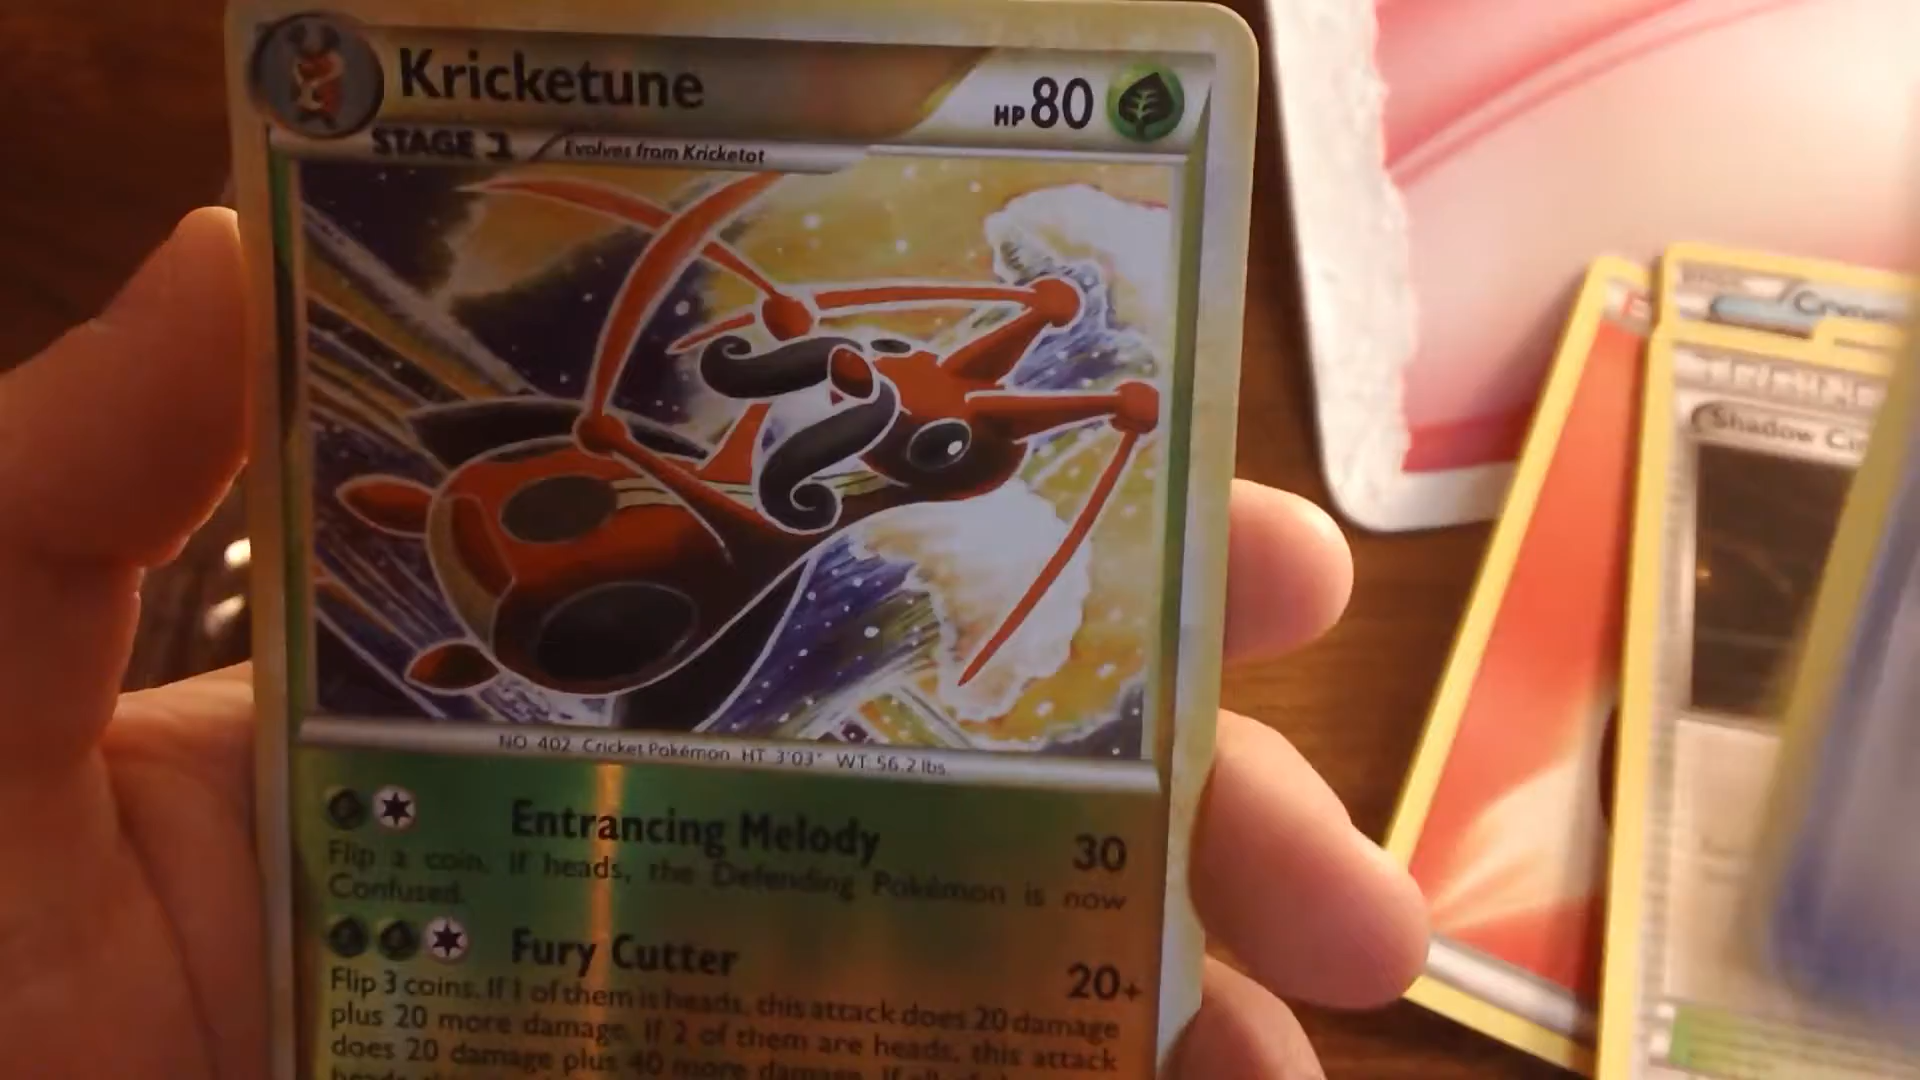 Kricketune
HP 80
STAGE 1
Evolves from Kricketot
NO. 402 Cricket Pokémon HT: 3'03" WT: 56.2 lbs.
Entrancing Melody 30
Flip a coin. If heads, the Defending Pokémon is now
Confused.
Fury Cutter 20+
Flip 3 coins. If 1 of them is heads, this attack does 20 damage
plus 20 more damage. If 2 of them are heads, this attack
does 20 damage plus 40 more damage. If all of
Shadow